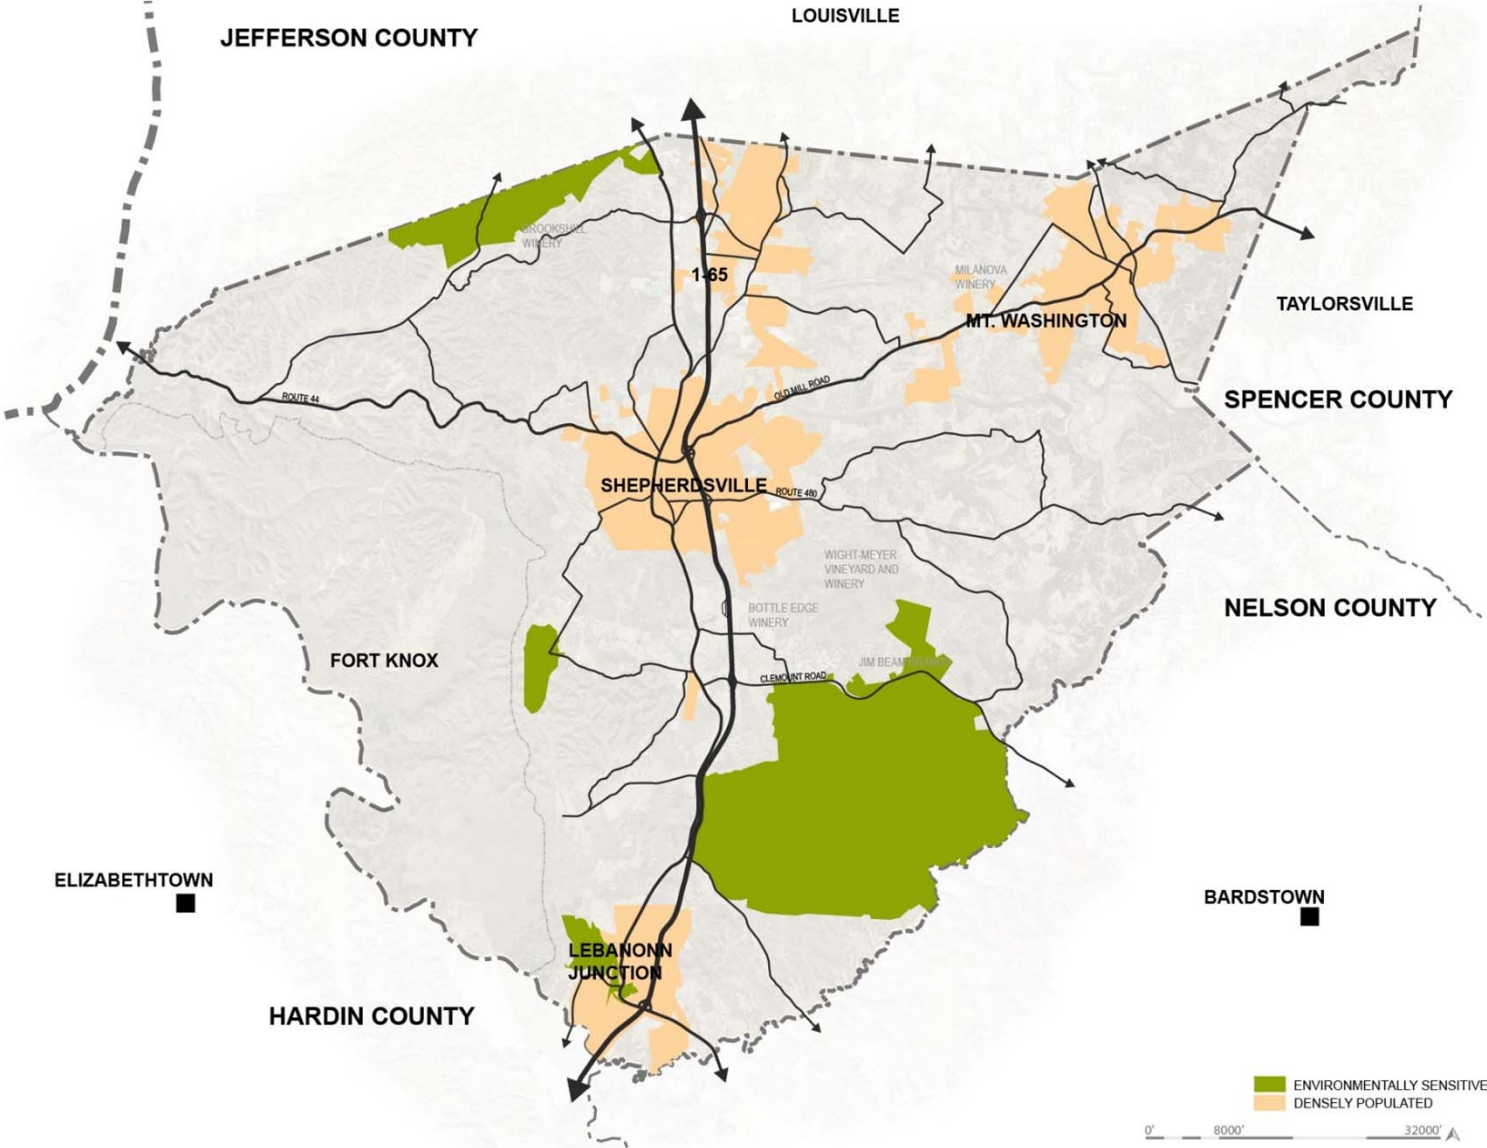 LOUISVILLE
JEFFERSON COUNTY
BROOKSHILL
WINERY
1-65
MILANOVA
WINERY
MT. WASHINGTON
TAYLORSVILLE
ROUTE 44
OLD MILL ROAD
SPENCER COUNTY
SHEPHERDSVILLE
ROUTE 480
WIGHT-MEYER
VINEYARD AND
WINERY
BOTTLE EDGE
WINERY
NELSON COUNTY
FORT KNOX
JIM BEAM
CLEMOUNT ROAD
ELIZABETHTOWN
BARDSTOWN
LEBANONN
JUNCTION
HARDIN COUNTY
ENVIRONMENTALLY SENSITIVE
DENSELY POPULATED
0' 8000' 32000'